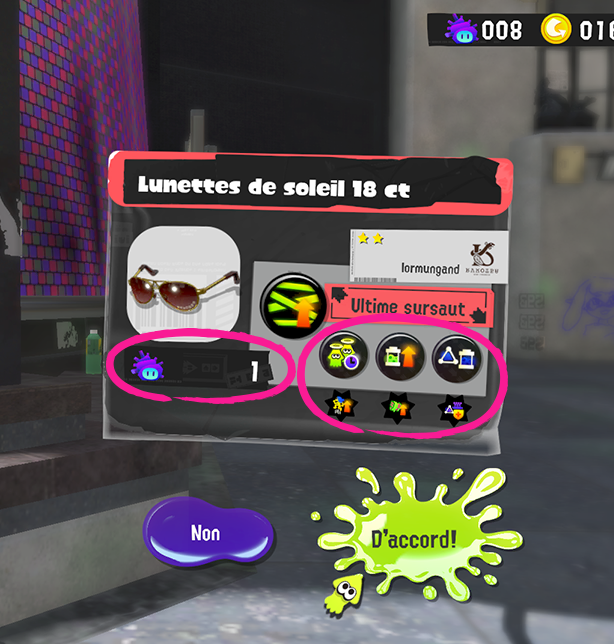 008
016
Lunettes de soleil 18 ct
Iormungand
Ultime sursaut
1
Non
D'accord!